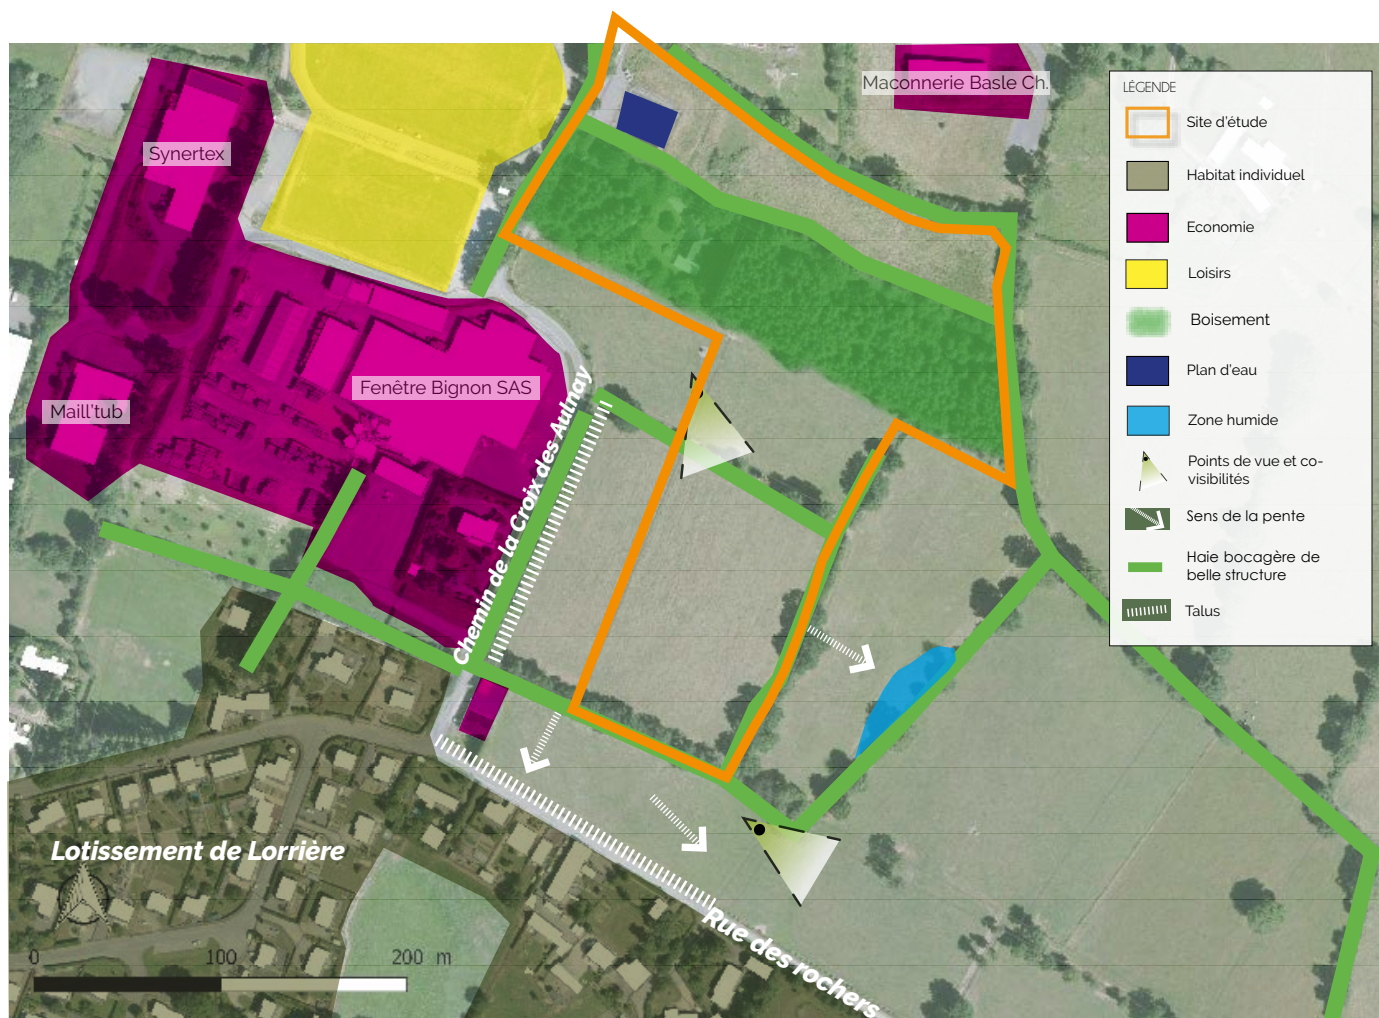 Maconnerie Basle Ch.
LÉGENDE
Site d'étude
Habitat individuel
Economie
Loisirs
Boisement
Plan d'eau
Zone humide
Points de vue et co-
visibilités
Sens de la pente
Haie bocagère de
belle structure
Talus
Synertex
Fenêtre Bignon SAS
Maill'tub
Chemin de la Croix des Aulnay
Lotissement de Lorrière
Rue des rochers
0 100 200 m